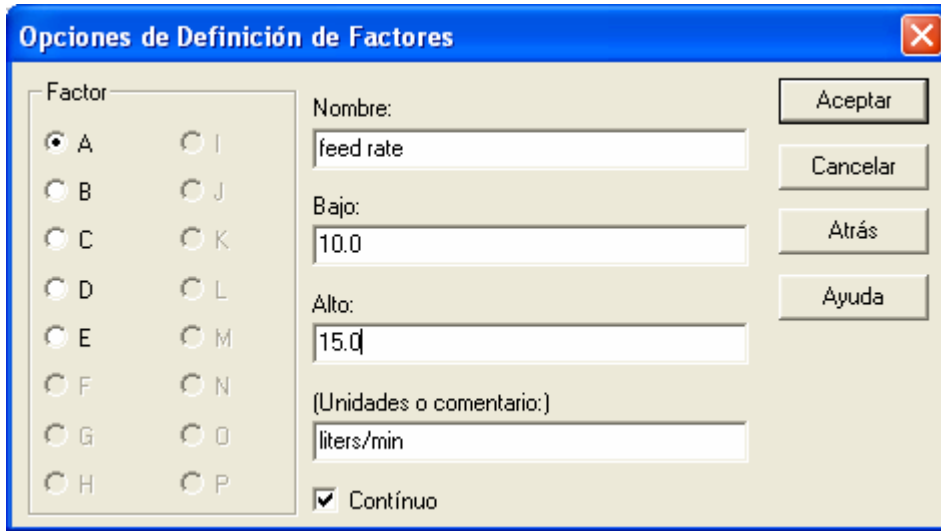 Opciones de Definición de Factores
Factor
A
I
B
J
C
K
D
L
E
M
F
N
G
O
H
P
Nombre:
feed rate
Bajo:
10.0
Alto:
15.0
(Unidades o comentario:)
liters/min
Contínuo
Aceptar
Cancelar
Atrás
Ayuda